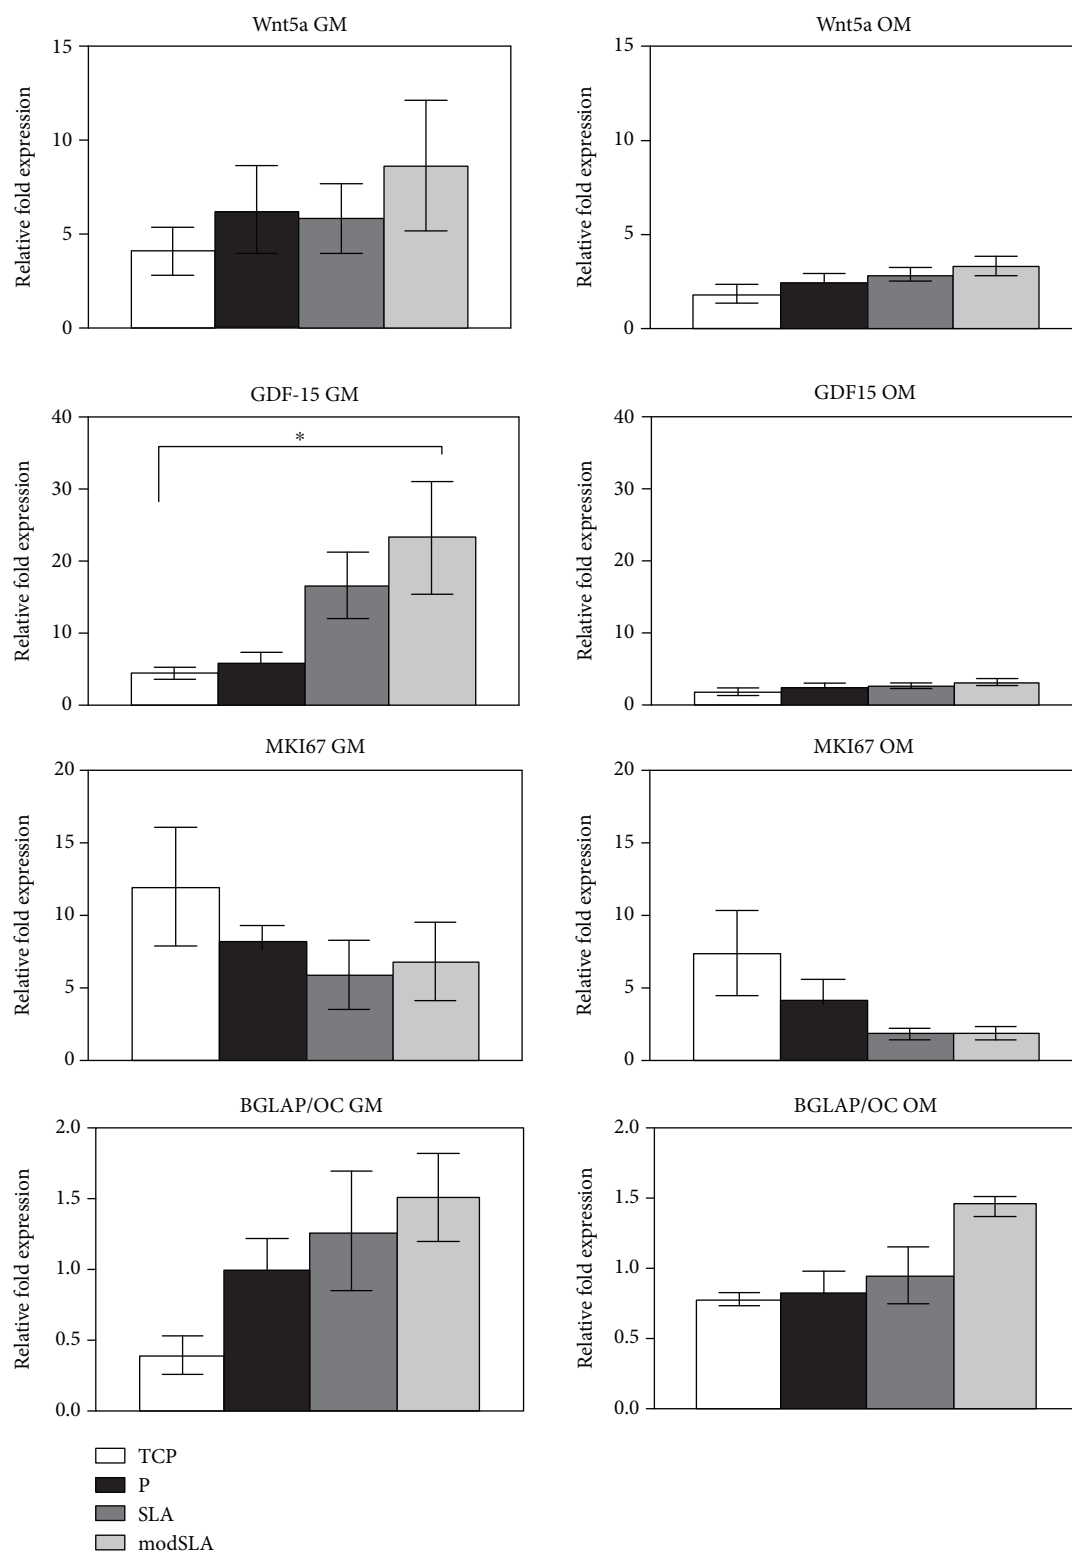 Wnt5a GM
Relative fold expression
15
10
5
0
Wnt5a OM
Relative fold expression
15
10
5
0
GDF-15 GM
Relative fold expression
40
30
20
10
0
*
GDF15 OM
Relative fold expression
40
30
20
10
0
MKI67 GM
Relative fold expression
20
15
10
5
0
MKI67 OM
Relative fold expression
20
15
10
5
0
BGLAP/OC GM
Relative fold expression
2.0
1.5
1.0
0.5
0.0
BGLAP/OC OM
Relative fold expression
2.0
1.5
1.0
0.5
0.0
TCP
P
SLA
modSLA